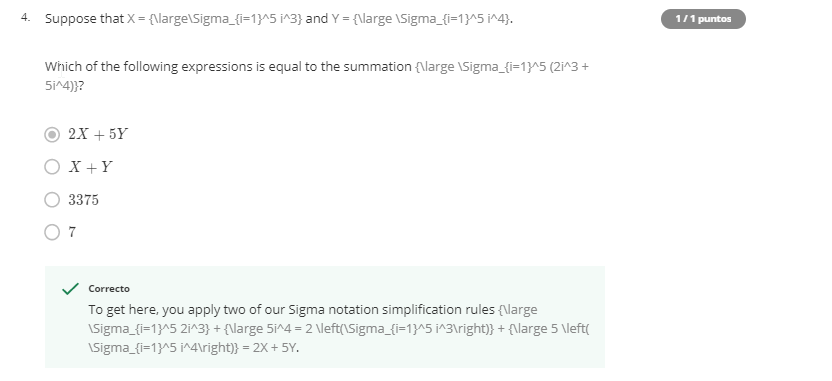 4. Suppose that X = {\large\Sigma_{i=1}^5 i^3} and Y = {\large \Sigma_{i=1}^5 i^4}.
1 / 1 puntos
Which of the following expressions is equal to the summation {\large \Sigma_{i=1}^5 (2i^3 +
5i^4)}?
2X + 5Y
X + Y
3375
7
Correcto
To get here, you apply two of our Sigma notation simplification rules {\large
\Sigma_{i=1}^5 2i^3} + {\large 5i^4 = 2 \left(\Sigma_{i=1}^5 i^3\right)} + {\large 5 \left(
\Sigma_{i=1}^5 i^4\right)} = 2X + 5Y.